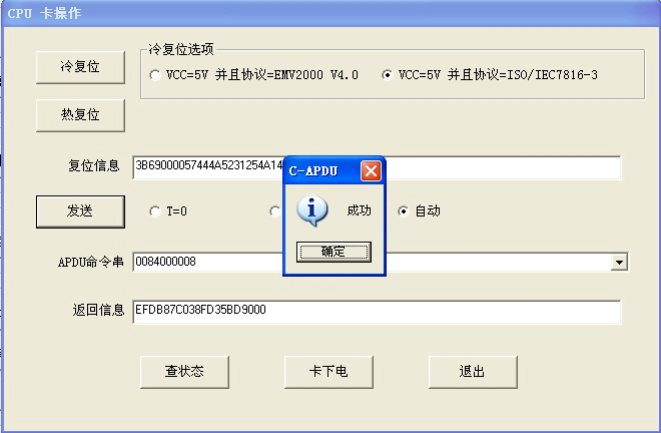 CPU 卡操作
冷复位选项
冷复位
VCC=5V 并且协议=EMV2000 V4.0
VCC=5V 并且协议=ISO/IEC7816-3
热复位
复位信息
3B69000057444A5231254A14
C-APDU
成功
确定
发送
T=0
自动
APDU命令串
0084000008
返回信息
EFDB87C038FD35BD9000
查状态
卡下电
退出